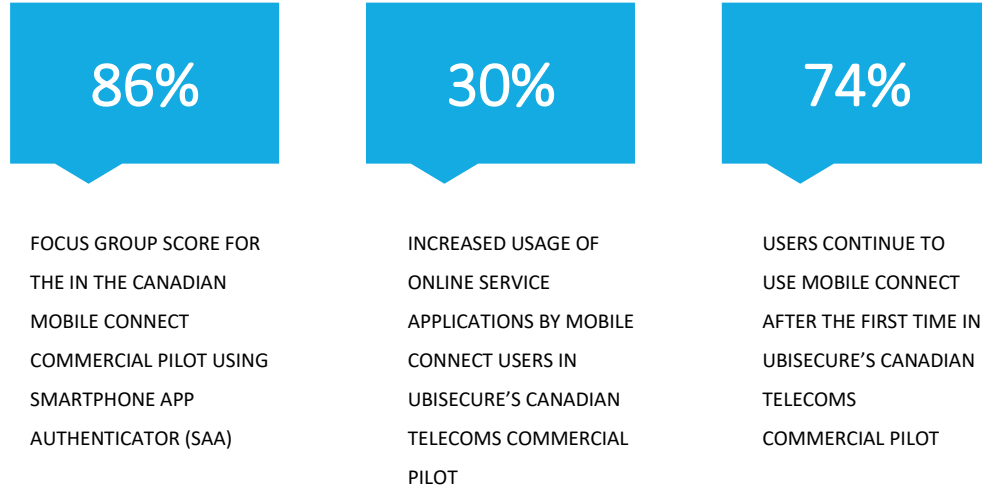 86%
FOCUS GROUP SCORE FOR
THE IN THE CANADIAN
MOBILE CONNECT
COMMERCIAL PILOT USING
SMARTPHONE APP
AUTHENTICATOR (SAA)
30%
INCREASED USAGE OF
ONLINE SERVICE
APPLICATIONS BY MOBILE
CONNECT USERS IN
UBISECURE’S CANADIAN
TELECOMS COMMERCIAL
PILOT
74%
USERS CONTINUE TO
USE MOBILE CONNECT
AFTER THE FIRST TIME IN
UBISECURE’S CANADIAN
TELECOMS
COMMERCIAL PILOT